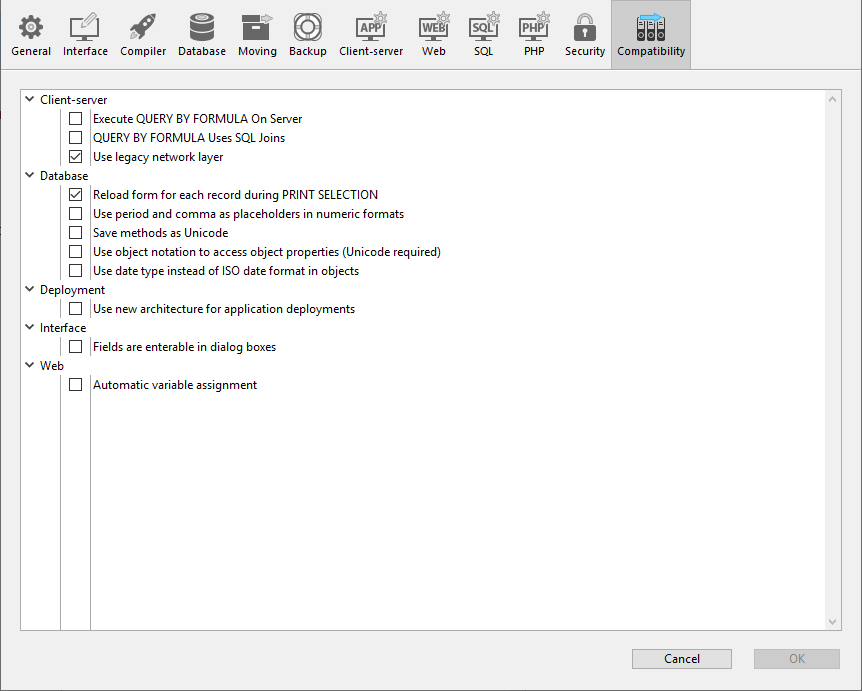 APP WEB SQL PHP
General Interface Compiler Database Moving Backup Client-server Web SQL PHP Security Compatibility
Client-server
Execute QUERY BY FORMULA On Server
QUERY BY FORMULA Uses SQL Joins
Use legacy network layer
Database
Reload form for each record during PRINT SELECTION
Use period and comma as placeholders in numeric formats
Save methods as Unicode
Use object notation to access object properties (Unicode required)
Use date type instead of ISO date format in objects
Deployment
Use new architecture for application deployments
Interface
Fields are enterable in dialog boxes
Web
Automatic variable assignment
Cancel OK